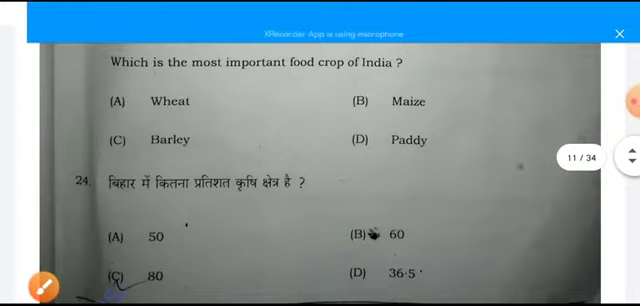 XRecorder App is using microphone
Which is the most important food crop of India ?
(A) Wheat (B) Maize
(C) Barley (D) Paddy
11 / 34
24. बिहार में कितना प्रतिशत कृषि क्षेत्र है ?
(A) 50 (B) 60
(C) 80 (D) 36·5